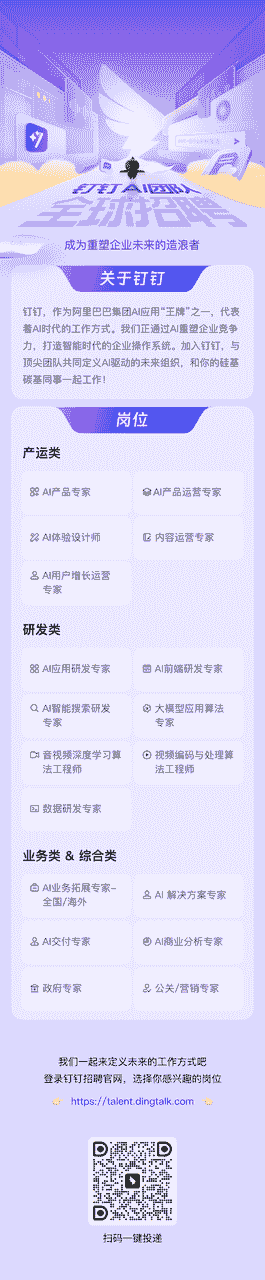 钉钉 AI团队
全球招聘
成为重塑企业未来的造浪者
关于钉钉
钉钉，作为阿里巴巴集团AI应用“王牌”之一，代表
着AI时代的工作方式。我们正通过AI重塑企业竞争
力，打造智能时代的企业操作系统。加入钉钉，与
顶尖团队共同定义AI驱动的未来组织，和你的硅基
碳基同事一起工作！
岗位
产运类
AI产品专家
AI产品运营专家
AI体验设计师
内容运营专家
AI用户增长运营
专家
研发类
AI应用研发专家
AI前端研发专家
AI智能搜索研发
专家
大模型应用算法
专家
音视频深度学习算
法工程师
视频编码与处理算
法工程师
数据研发专家
业务类 & 综合类
AI业务拓展专家-
全国/海外
AI 解决方案专家
AI交付专家
AI商业分析专家
政府专家
公关/营销专家
我们一起来定义未来的工作方式吧
登录钉钉招聘官网，选择你感兴趣的岗位
https://talent.dingtalk.com
扫码一键投递